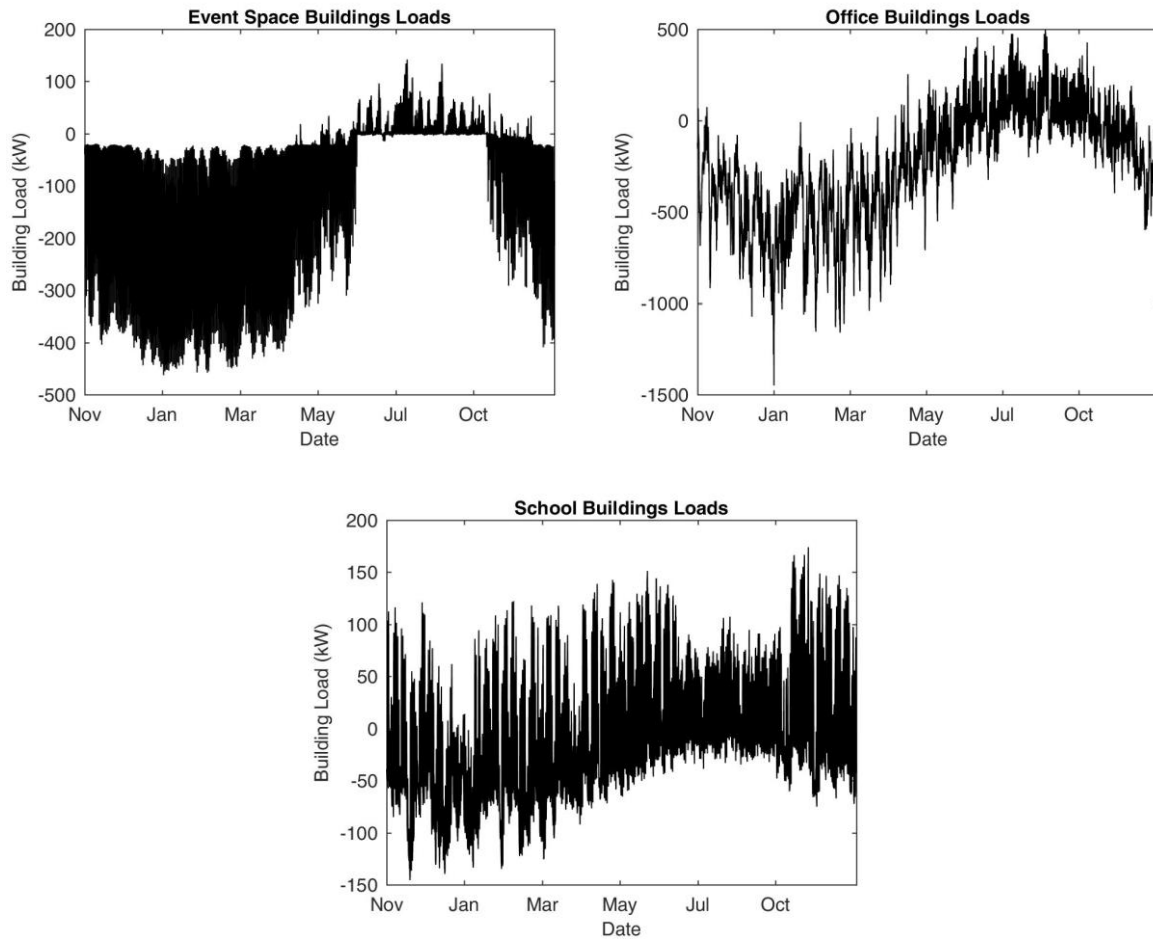 Event Space Buildings Loads
200
100
0
-100
-200
-300
-400
-500
Building Load (kW)
Nov Jan Mar May Jul Oct
Date
Office Buildings Loads
500
0
-500
-1000
-1500
Building Load (kW)
Nov Jan Mar May Jul Oct
Date
School Buildings Loads
200
150
100
50
0
-50
-100
-150
Building Load (kW)
Nov Jan Mar May Jul Oct
Date